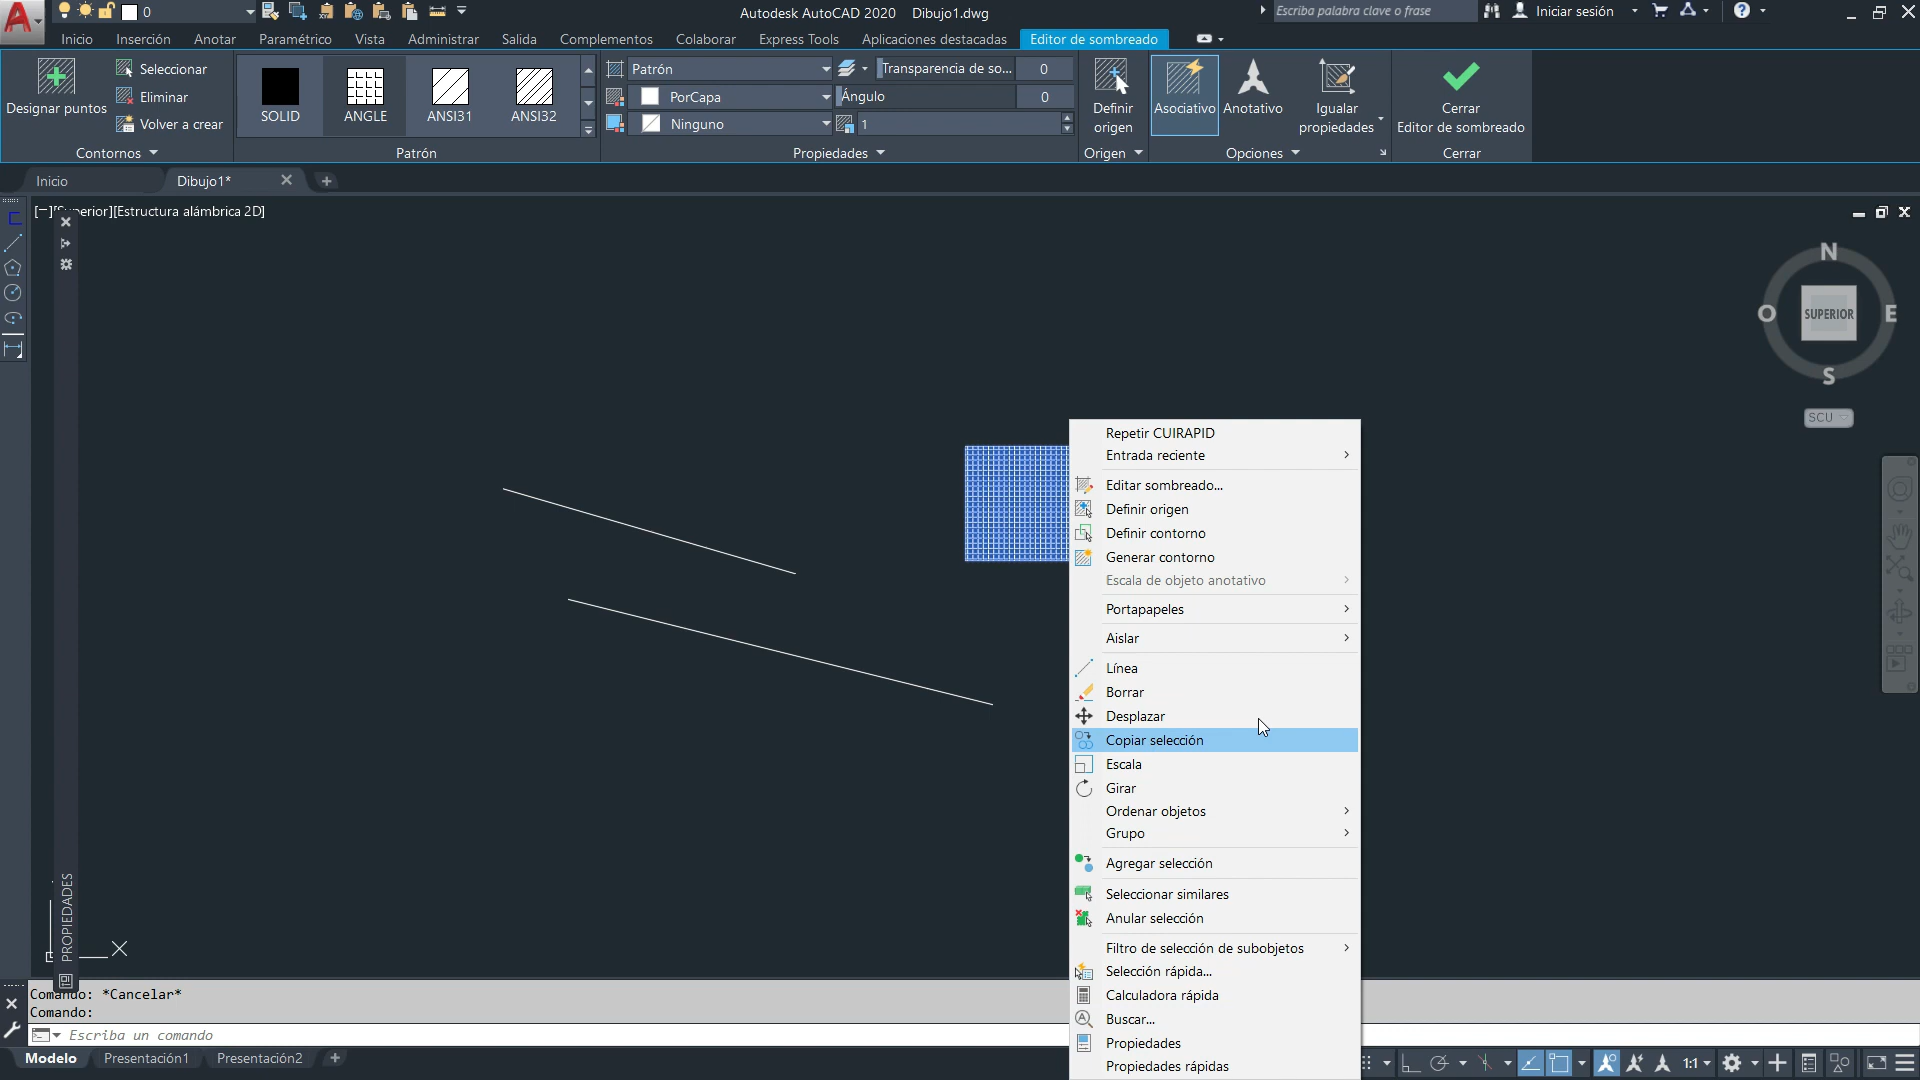 0
Autodesk AutoCAD 2020 Dibujo1.dwg
Escriba palabra clave o frase
Iniciar sesión
Inicio Inserción Anotar Paramétrico Vista Administrar Salida Complementos Colaborar Express Tools Aplicaciones destacadas Editor de sombreado
Designar puntos
Seleccionar
Eliminar
Volver a crear
Contornos
SOLID ANGLE ANSI31 ANSI32
Patrón
Patrón
PorCapa
Ninguno
Transparencia de so... 0
Ángulo 0
1
Propiedades
Definir
origen
Origen
Asociativo
Anotativo
Igualar
propiedades
Opciones
Cerrar
Editor de sombreado
Cerrar
Inicio Dibujo1*
[−][Superior][Estructura alámbrica 2D]
N
O SUPERIOR E
S
SCU
Repetir CUIRAPID
Entrada reciente
Editar sombreado...
Definir origen
Definir contorno
Generar contorno
Escala de objeto anotativo
Portapapeles
Aislar
Línea
Borrar
Desplazar
Copiar selección
Escala
Girar
Ordenar objetos
Grupo
Agregar selección
Seleccionar similares
Anular selección
Filtro de selección de subobjetos
Selección rápida...
Calculadora rápida
Buscar...
Propiedades
Propiedades rápidas
PROPIEDADES
X
Comando: *Cancelar*
Comando:
Escriba un comando
Modelo Presentación1 Presentación2
1:1